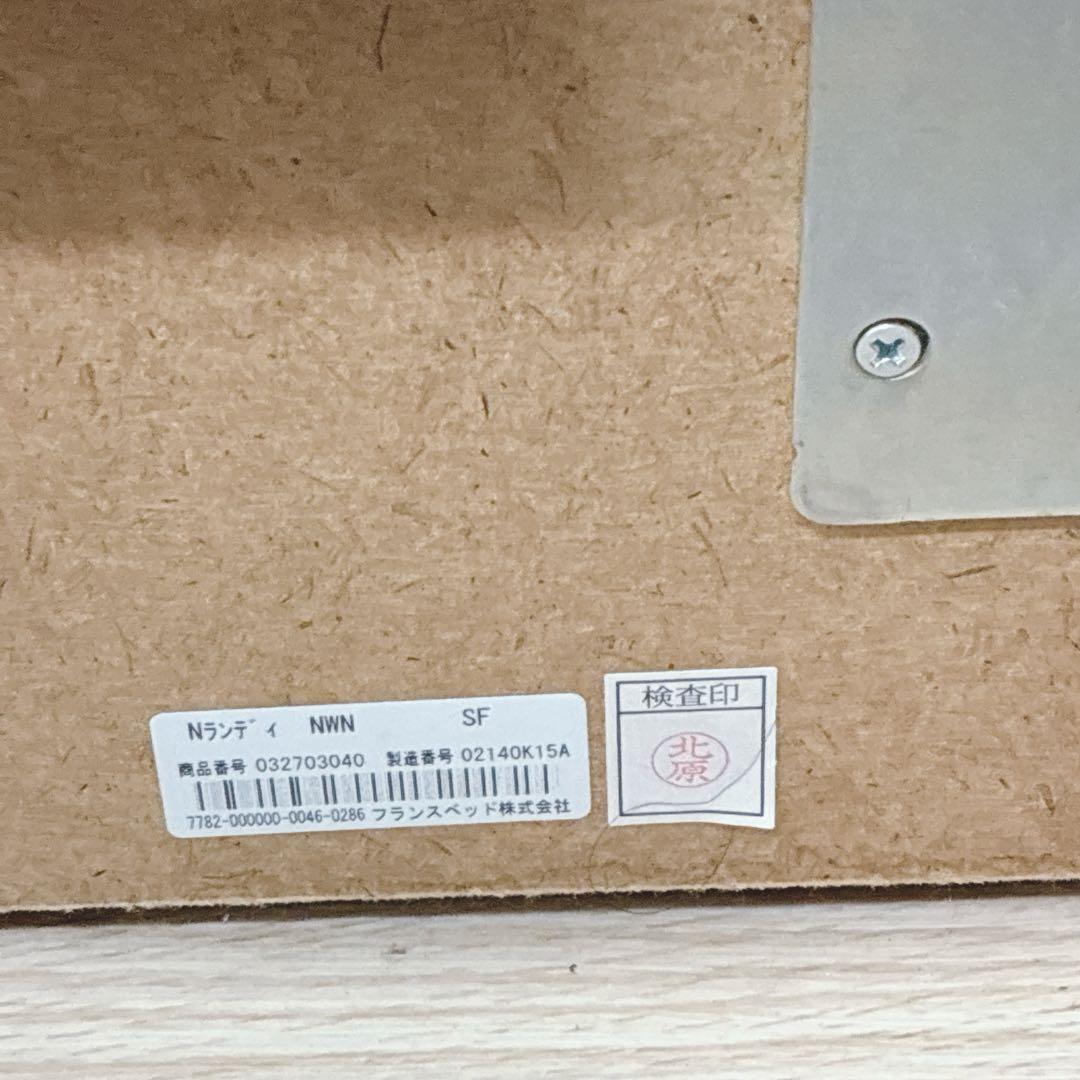 Nランディ NWN SF
商品番号 032703040 製造番号 02140K15A
7782-000000-0046-0286 フランスベッド株式会社
検査印
北
原